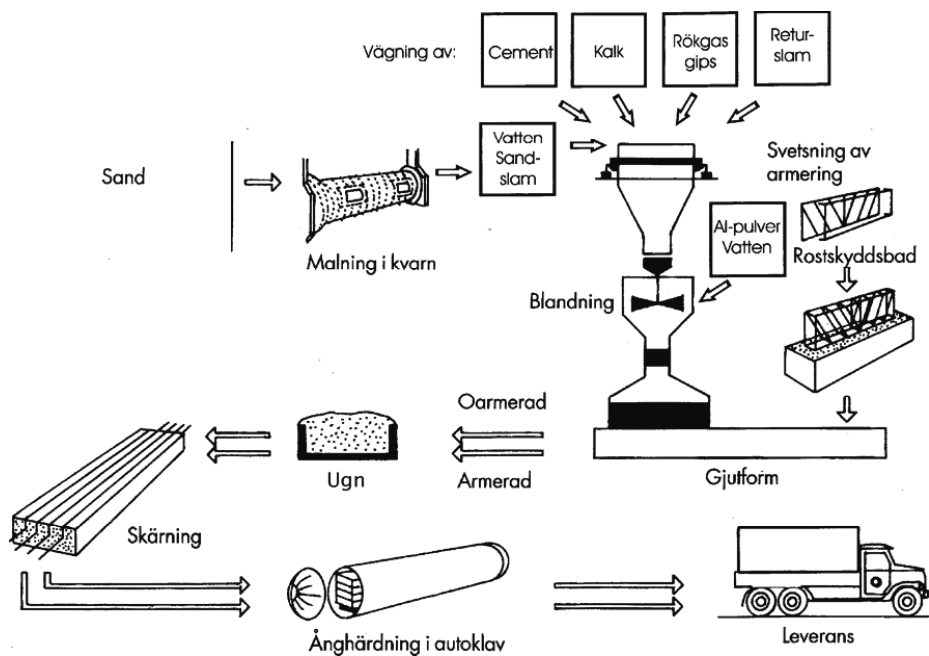 Vägning av:
Cement
Kalk
Rökgas
gips
Retur-
slam
Vatten
Sand-
slam
Sand
Malning i kvarn
Svetsning av
armering
Al-pulver
Vatten
Rostskyddsbad
Blandning
Oarmerad
Armerad
Ugn
Gjutform
Skärning
Ånghärdning i autoklav
Leverans